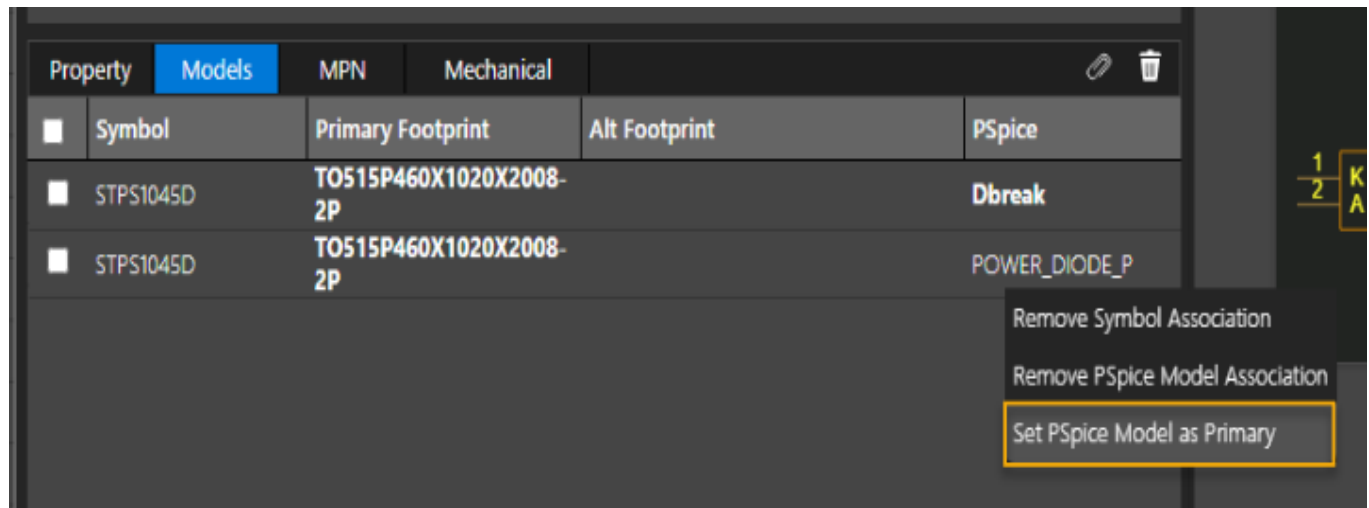 Property Models MPN Mechanical
Symbol Primary Footprint Alt Footprint PSpice
STPS1045D TO515P460X1020X2008- Dbreak
2P
STPS1045D TO515P460X1020X2008- POWER_DIODE_P
2P
Remove Symbol Association
Remove PSpice Model Association
Set PSpice Model as Primary
1 K
2 A